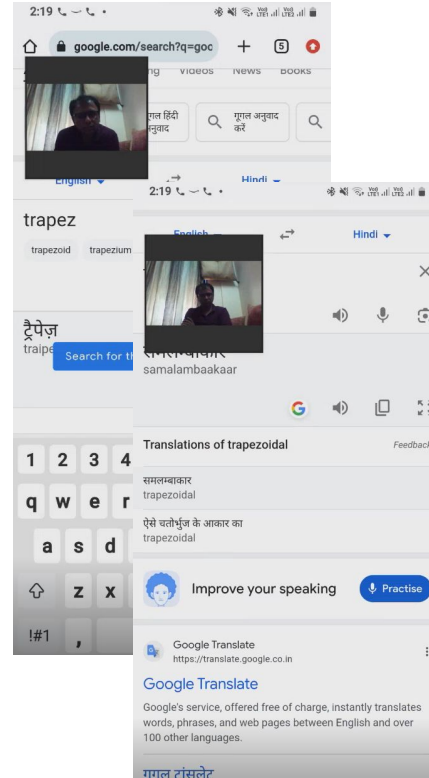 2:19
google.com/search?q=goc
5
Videos News Books
गूगल हिंदी
अनुवाद
गूगल अनुवाद
करें
English
Hindi
trapez
trapezoid trapezium
ट्रैपेज़
Search for th
1 2 3 4
q w e r
a s d
z x
!#1 ,
2:19
English
Hindi
समलम्बाकार
samalambaakaar
Translations of trapezoidal
Feedback
समलम्बाकार
trapezoidal
ऐसे चतोर्भुज के आकार का
trapezoidal
Improve your speaking
Practise
Google Translate
https://translate.google.co.in
Google Translate
Google's service, offered free of charge, instantly translates
words, phrases, and web pages between English and over
100 other languages.
गूगल ट्रांसलेट